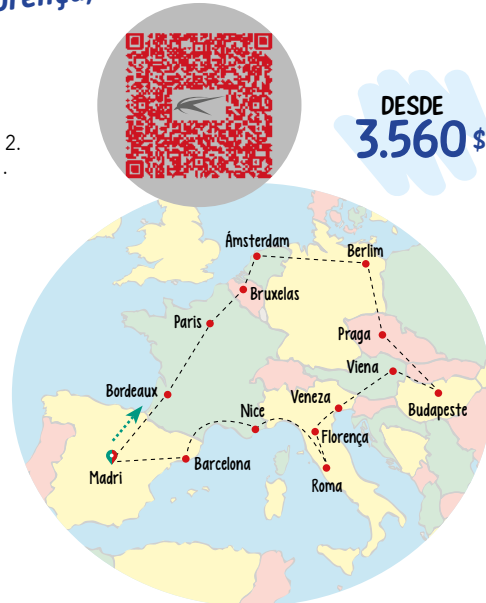 2.
.
DESDE
3.560 $
Ámsterdam
Berlim
Bruxelas
Paris
Praga
Viena
Bordeaux
Veneza
Budapeste
Nice
Florença
Barcelona
Madri
Roma